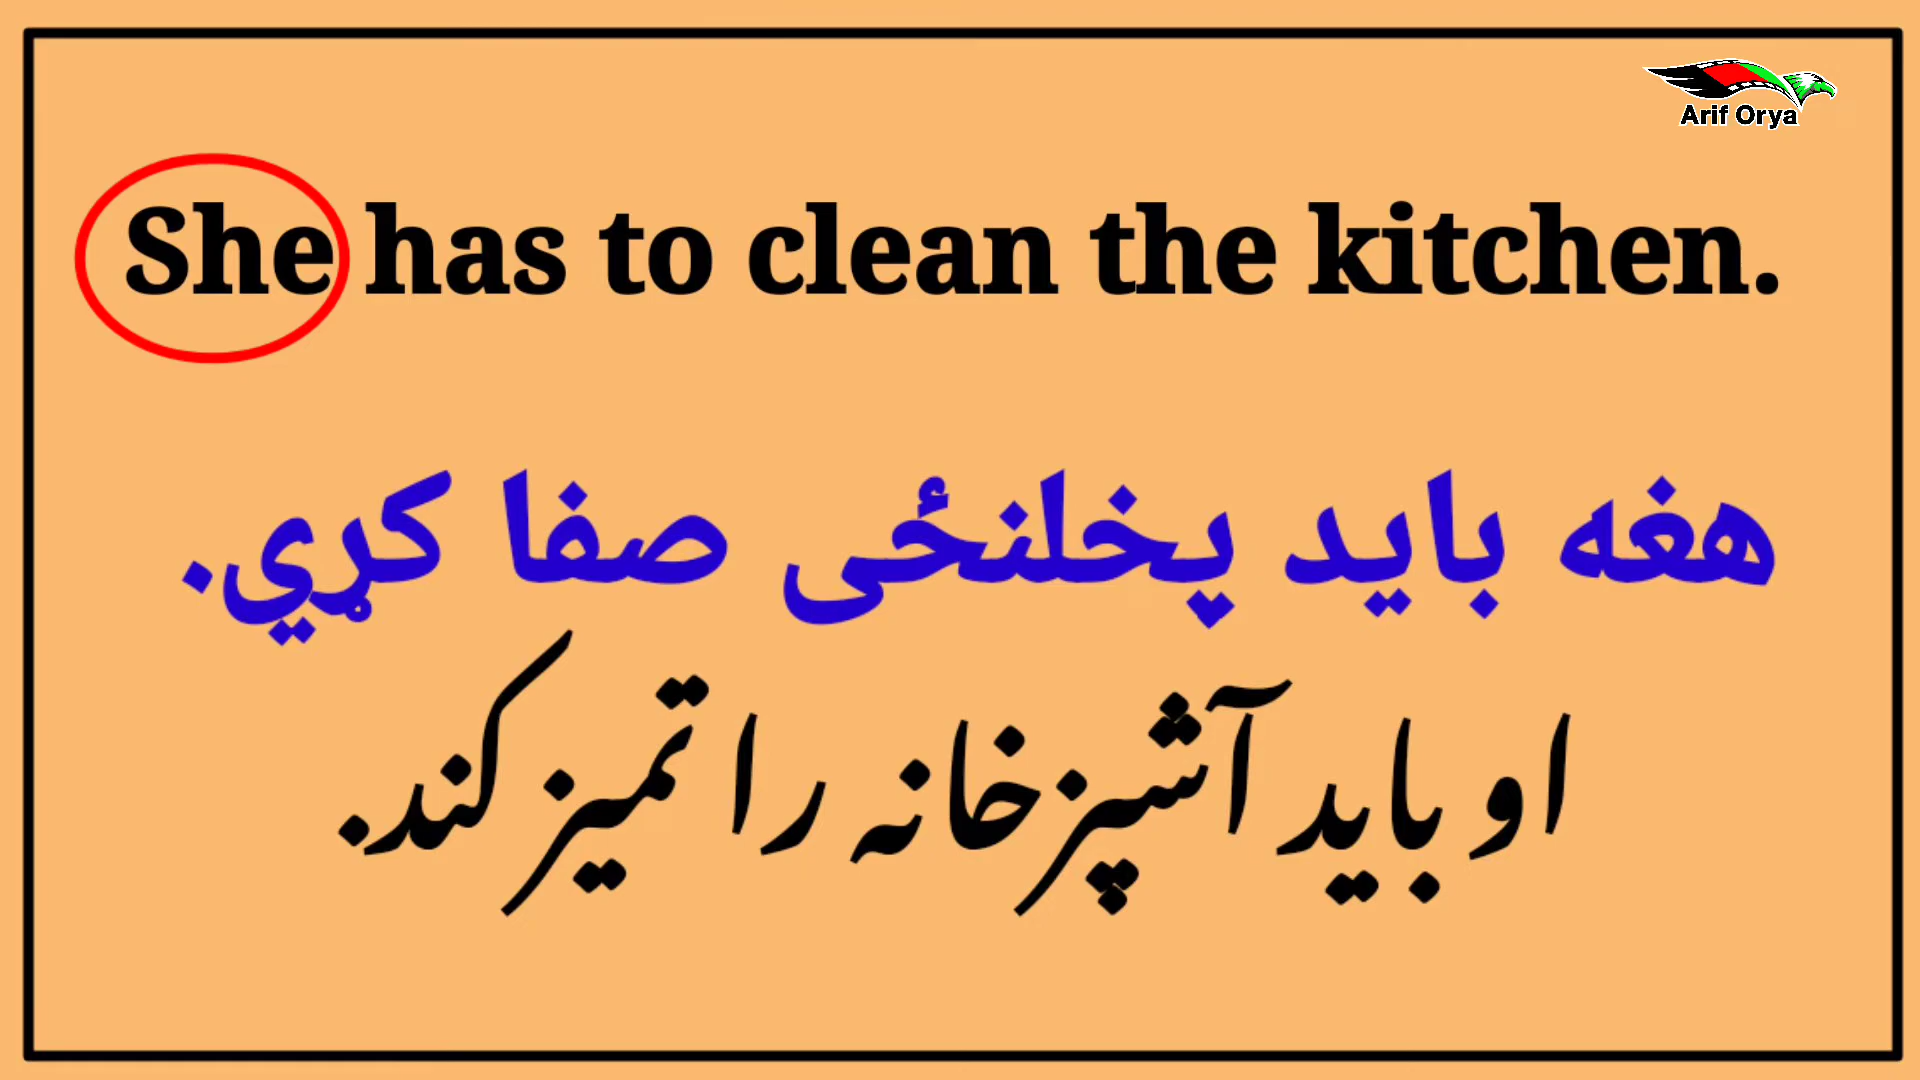 Arif Orya
She has to clean the kitchen.
هغه باید پخلنځی صفا کړي.
او باید آشپزخانه را تمیز کند.